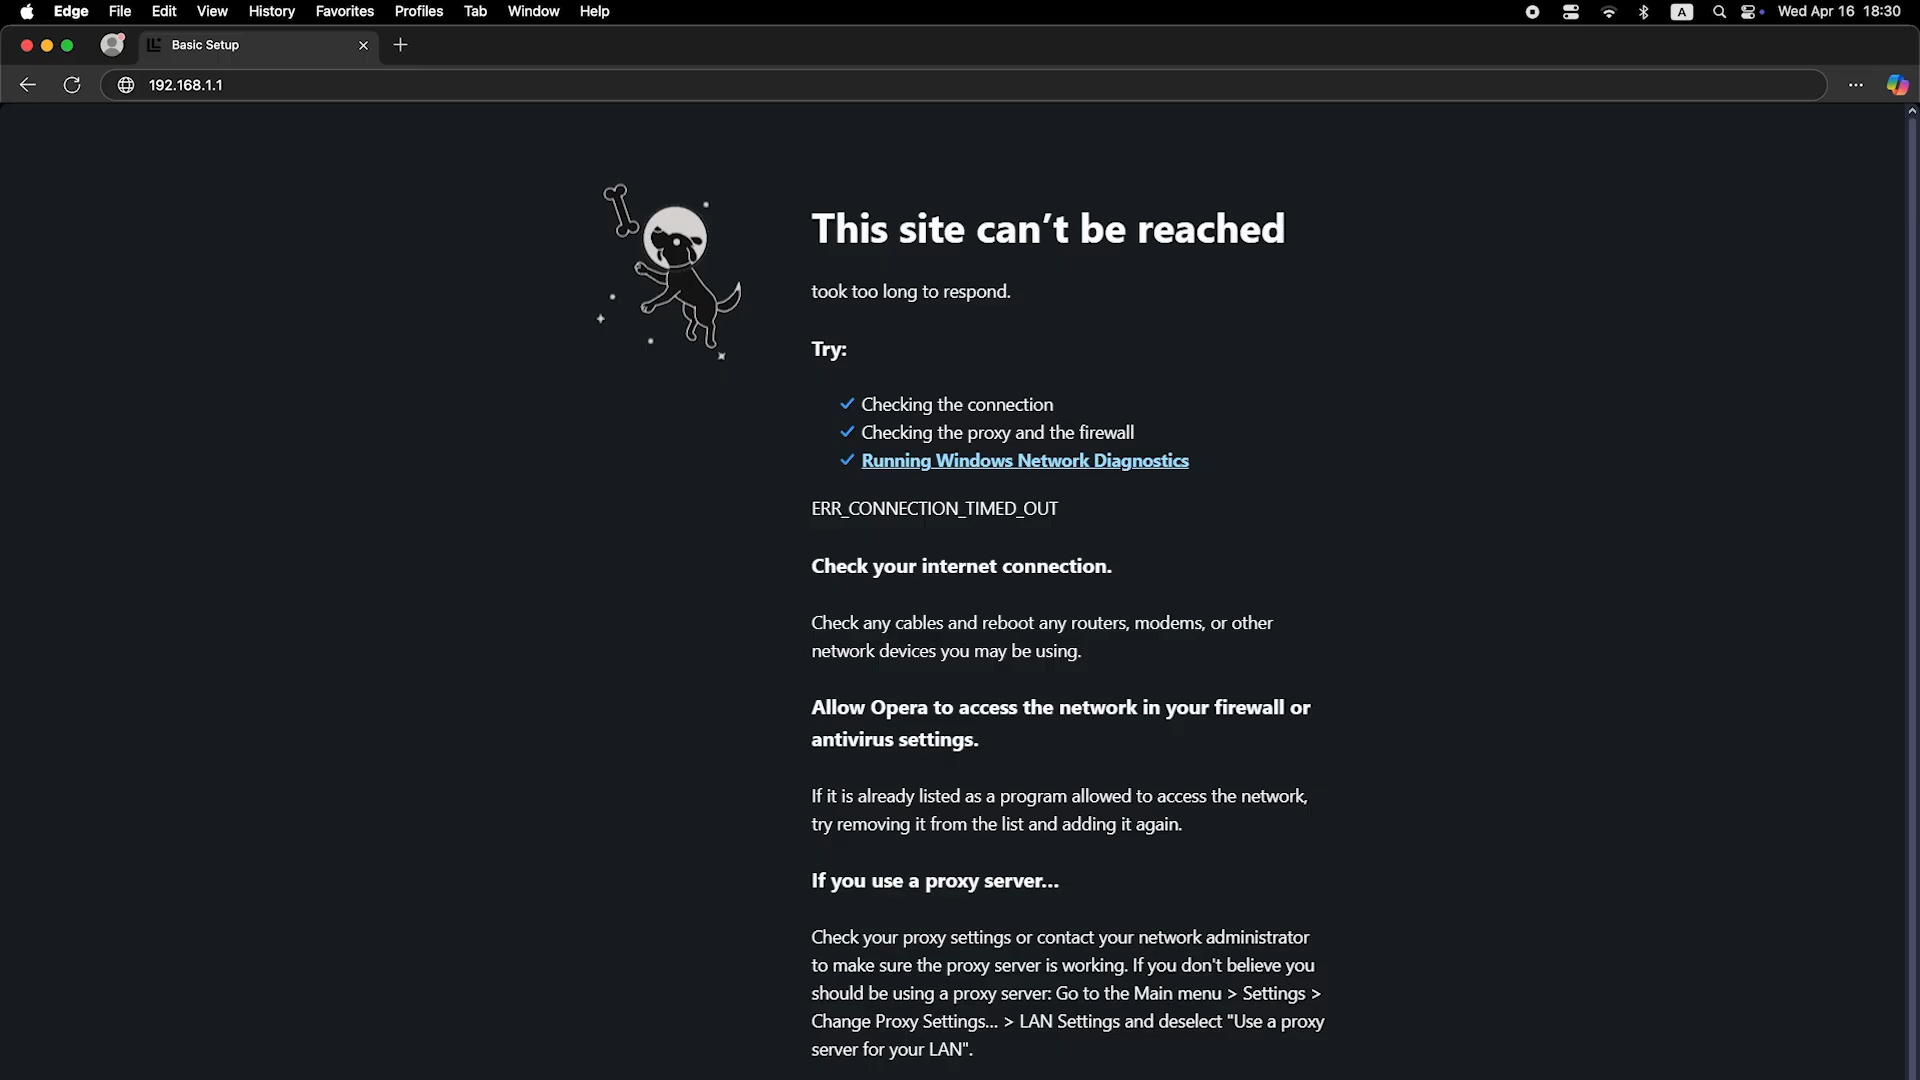 Edge File Edit View History Favorites Profiles Tab Window Help A Wed Apr 16 18:30
Basic Setup
192.168.1.1
This site can’t be reached
took too long to respond.
Try:
Checking the connection
Checking the proxy and the firewall
Running Windows Network Diagnostics
ERR_CONNECTION_TIMED_OUT
Check your internet connection.
Check any cables and reboot any routers, modems, or other
network devices you may be using.
Allow Opera to access the network in your firewall or
antivirus settings.
If it is already listed as a program allowed to access the network,
try removing it from the list and adding it again.
If you use a proxy server...
Check your proxy settings or contact your network administrator
to make sure the proxy server is working. If you don't believe you
should be using a proxy server: Go to the Main menu > Settings >
Change Proxy Settings... > LAN Settings and deselect "Use a proxy
server for your LAN".